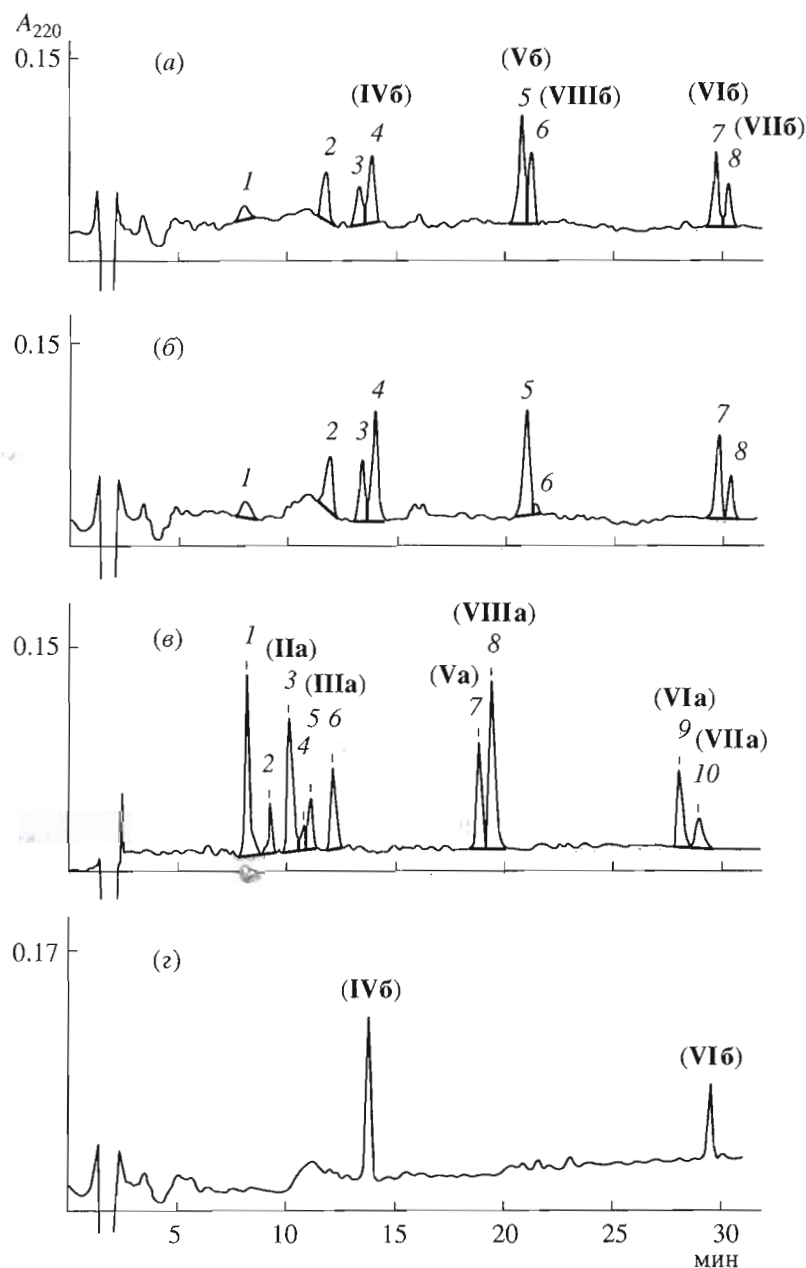 A220
0.15
(а)
(Vб)
(IVб)
5 (VIIIб)
(VIб)
4
6
7 (VIIб)
2
3
8
1
0.15
(б)
4
5
7
2 3
8
1
6
(VIIIа)
0.15
(в)
1
(IIа)
8
3 (IIIа)
(Vа)
(VIа)
5 6
7
9 (VIIа)
2
4
10
0.17
(г)
(IVб)
(VIб)
5 10 15 20 25 30
мин